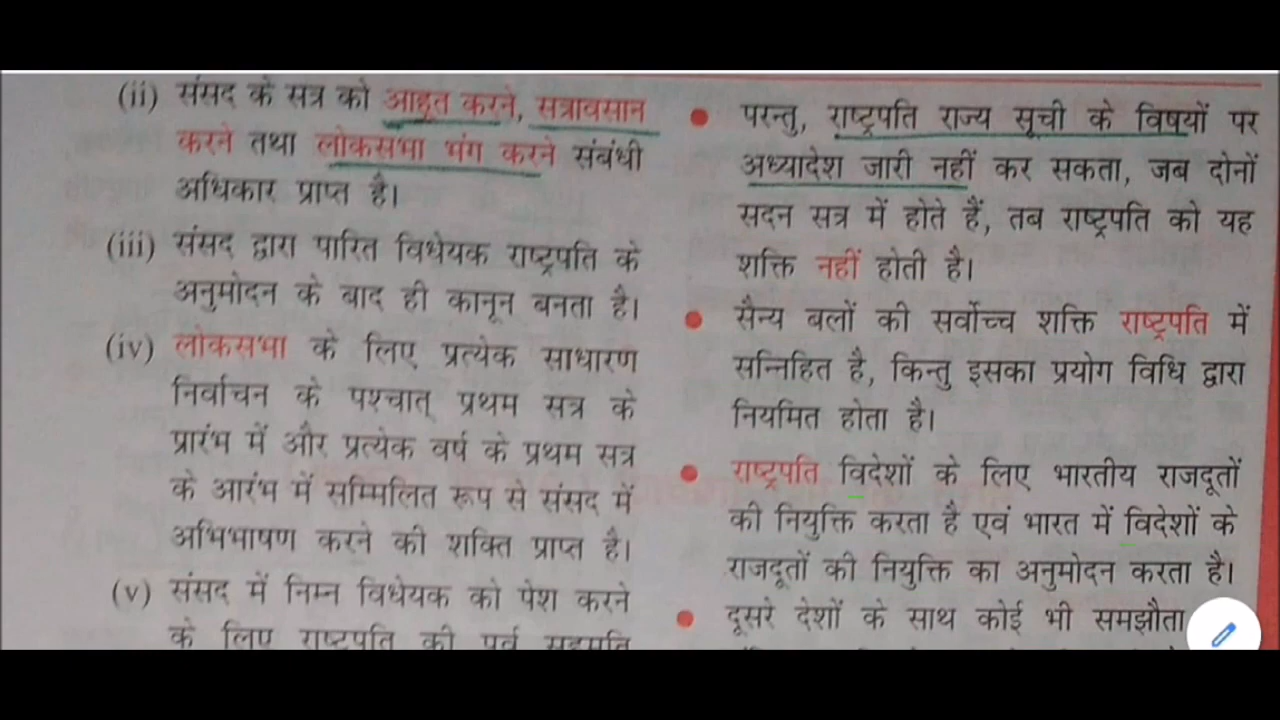 (ii) संसद के सत्र को आहूत करने, सत्रावसान
करने तथा लोकसभा भंग करने संबंधी
अधिकार प्राप्त है।
(iii) संसद द्वारा पारित विधेयक राष्ट्रपति के
अनुमोदन के बाद ही कानून बनता है।
(iv) लोकसभा के लिए प्रत्येक साधारण
निर्वाचन के पश्चात् प्रथम सत्र के
प्रारंभ में और प्रत्येक वर्ष के प्रथम सत्र
के आरंभ में सम्मिलित रूप से संसद में
अभिभाषण करने की शक्ति प्राप्त है।
(v) संसद में निम्न विधेयक को पेश करने
के लिए राष्ट्रपति की पूर्व सहमति
● परन्तु, राष्ट्रपति राज्य सूची के विषयों पर
अध्यादेश जारी नहीं कर सकता, जब दोनों
सदन सत्र में होते हैं, तब राष्ट्रपति को यह
शक्ति नहीं होती है।
● सैन्य बलों की सर्वोच्च शक्ति राष्ट्रपति में
सन्निहित है, किन्तु इसका प्रयोग विधि द्वारा
नियमित होता है।
● राष्ट्रपति विदेशों के लिए भारतीय राजदूतों
की नियुक्ति करता है एवं भारत में विदेशों के
राजदूतों की नियुक्ति का अनुमोदन करता है।
● दूसरे देशों के साथ कोई भी समझौता